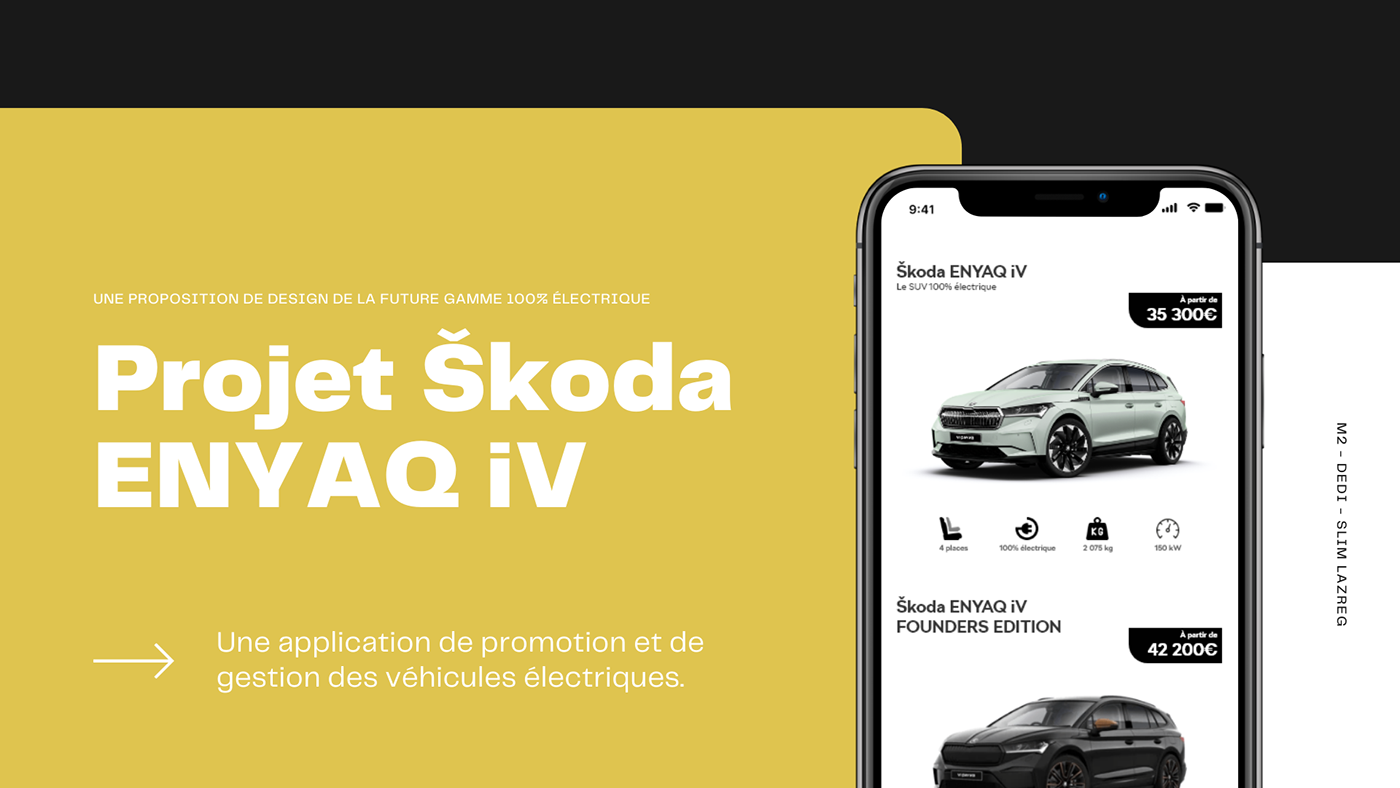 UNE PROPOSITION DE DESIGN DE LA FUTURE GAMME 100% ÉLECTRIQUE
Projet Škoda
ENYAQ iV
Une application de promotion et de
gestion des véhicules électriques.
9:41
Škoda ENYAQ iV
Le SUV 100% électrique
À partir de
35 300€
4 places
100% électrique
2 075 kg
150 kW
KG
Škoda ENYAQ iV
FOUNDERS EDITION
À partir de
42 200€
M2 - DEDI - SLIM LAZREG